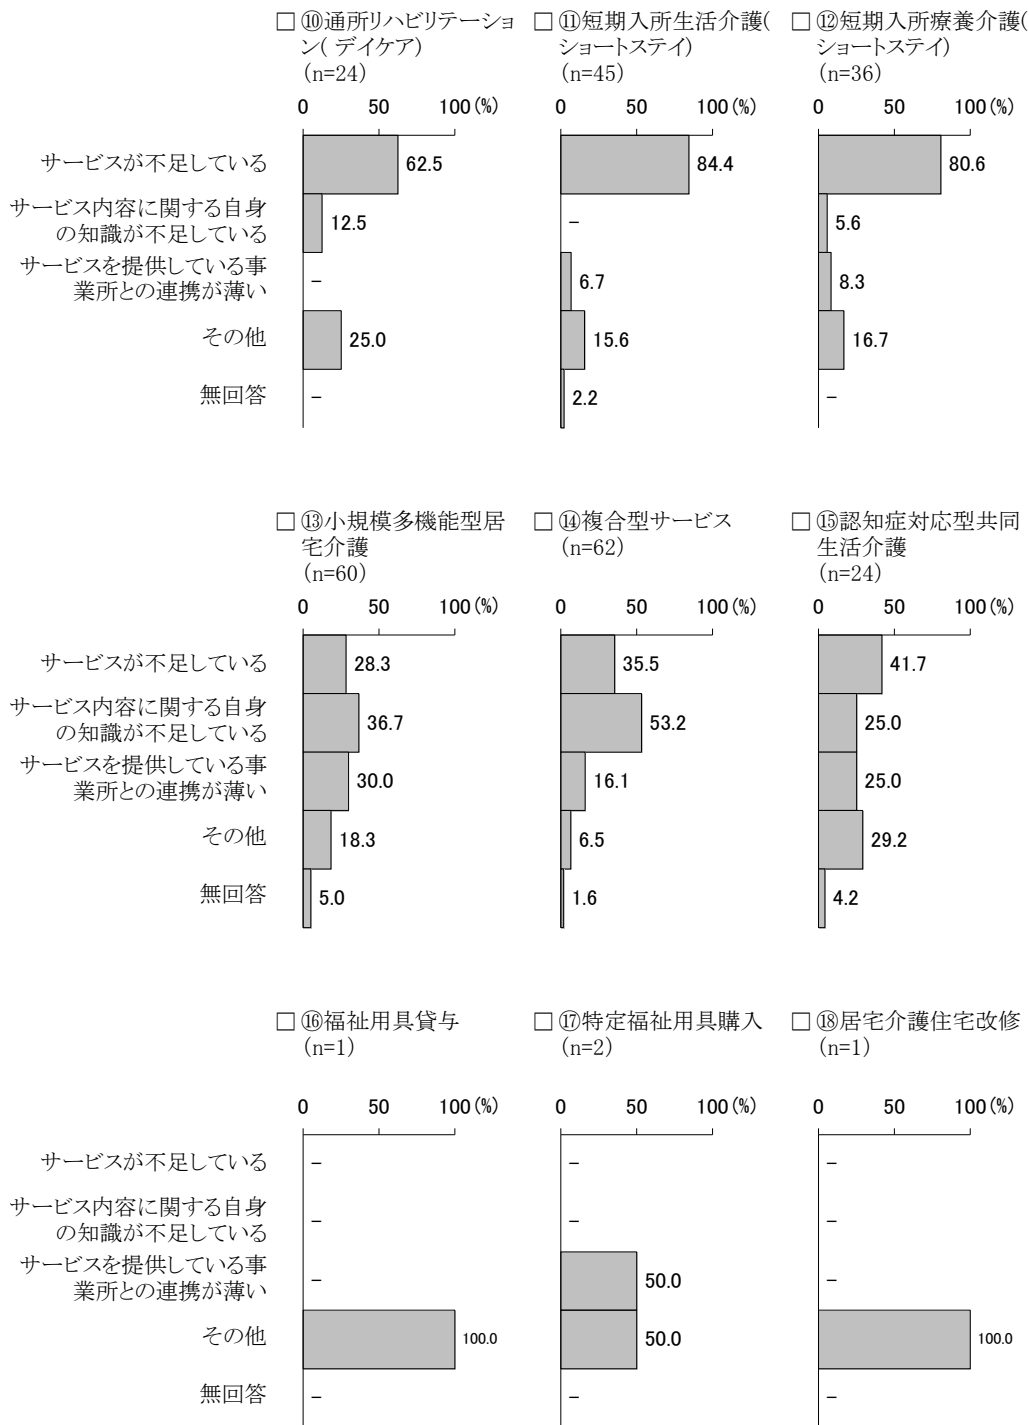 □ ⑩通所リハビリテーショ
ン( デイケア)
(n=24)
□ ⑪短期入所生活介護(
ショートステイ)
(n=45)
□ ⑫短期入所療養介護(
ショートステイ)
(n=36)
0 50 100(%)
0 50 100(%)
0 50 100(%)
サービスが不足している
62.5
84.4
80.6
サービス内容に関する自身
の知識が不足している
12.5
–
5.6
サービスを提供している事
業所との連携が薄い
–
6.7
8.3
その他
25.0
15.6
16.7
無回答
–
2.2
–
□ ⑬小規模多機能型居
宅介護
(n=60)
□ ⑭複合型サービス
(n=62)
□ ⑮認知症対応型共同
生活介護
(n=24)
0 50 100(%)
0 50 100(%)
0 50 100(%)
サービスが不足している
28.3
35.5
41.7
サービス内容に関する自身
の知識が不足している
36.7
53.2
25.0
サービスを提供している事
業所との連携が薄い
30.0
16.1
25.0
その他
18.3
6.5
29.2
無回答
5.0
1.6
4.2
□ ⑯福祉用具貸与
(n=1)
□ ⑰特定福祉用具購入
(n=2)
□ ⑱居宅介護住宅改修
(n=1)
0 50 100(%)
0 50 100(%)
0 50 100(%)
サービスが不足している
–
–
–
サービス内容に関する自身
の知識が不足している
–
–
–
サービスを提供している事
業所との連携が薄い
–
50.0
–
その他
100.0
50.0
100.0
無回答
–
–
–